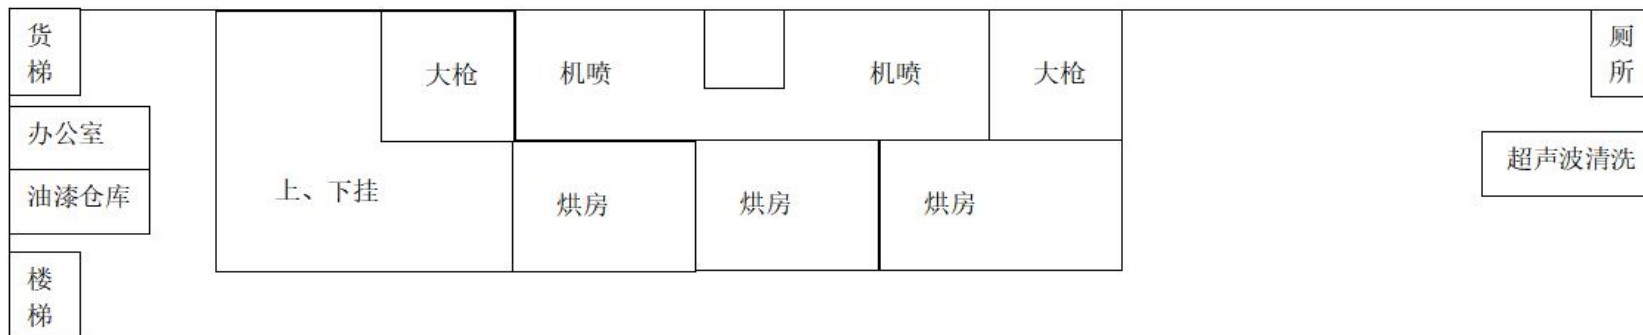 货
梯
办公室
油漆仓库
楼
梯
上、下挂
大枪
机喷
机喷
大枪
烘房
烘房
烘房
厕
所
超声波清洗